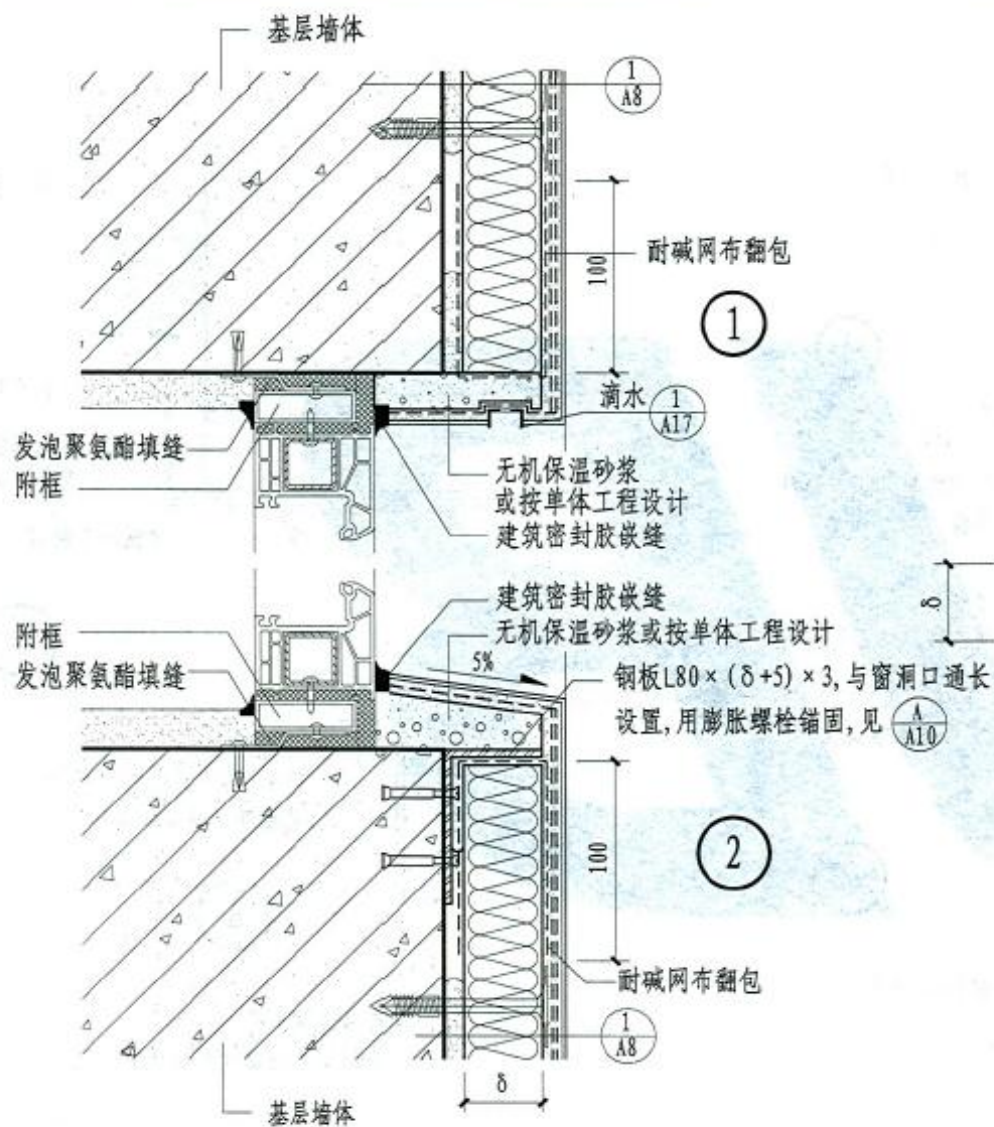 基层墙体
1
A8
100
耐碱网布翻包
1
滴水
1
A17
发泡聚氨酯填缝
附框
无机保温砂浆
或按单体工程设计
建筑密封胶嵌缝
δ
建筑密封胶嵌缝
附框
无机保温砂浆或按单体工程设计
5%
发泡聚氨酯填缝
钢板L80×(δ+5)×3,与窗洞口通长
设置,用膨胀螺栓锚固,见
A
A10
100
2
耐碱网布翻包
1
A8
δ
基层墙体